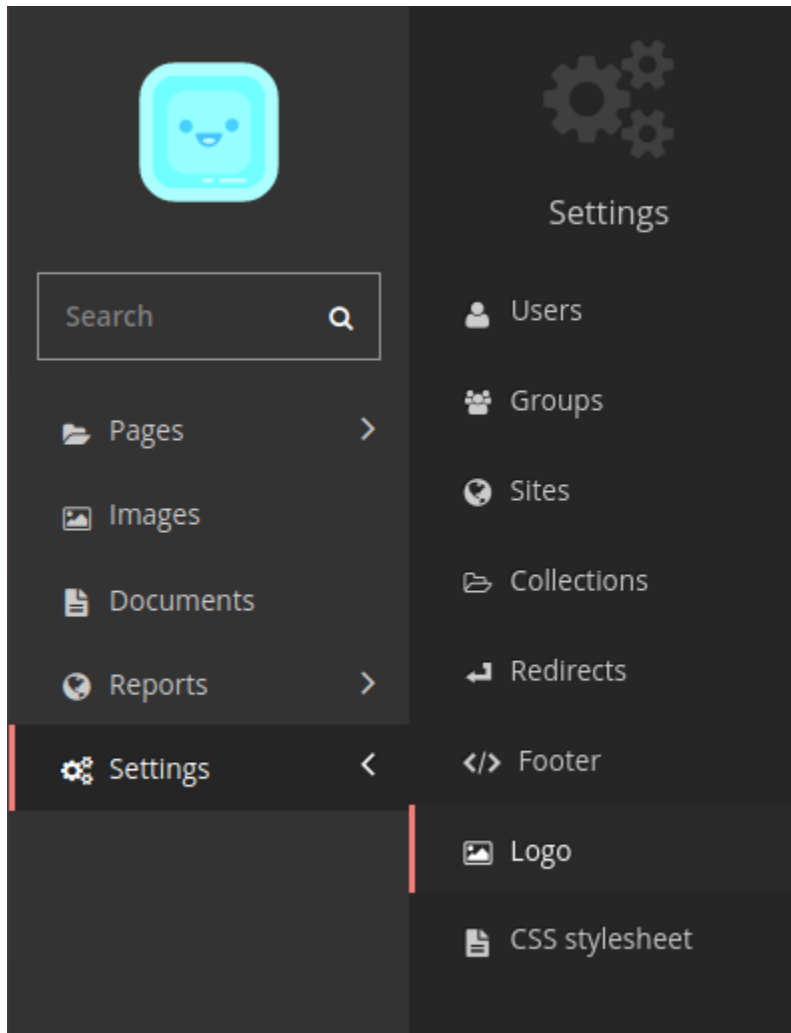 Search
Pages
Images
Documents
Reports
Settings
Settings
Users
Groups
Sites
Collections
Redirects
</> Footer
Logo
CSS stylesheet